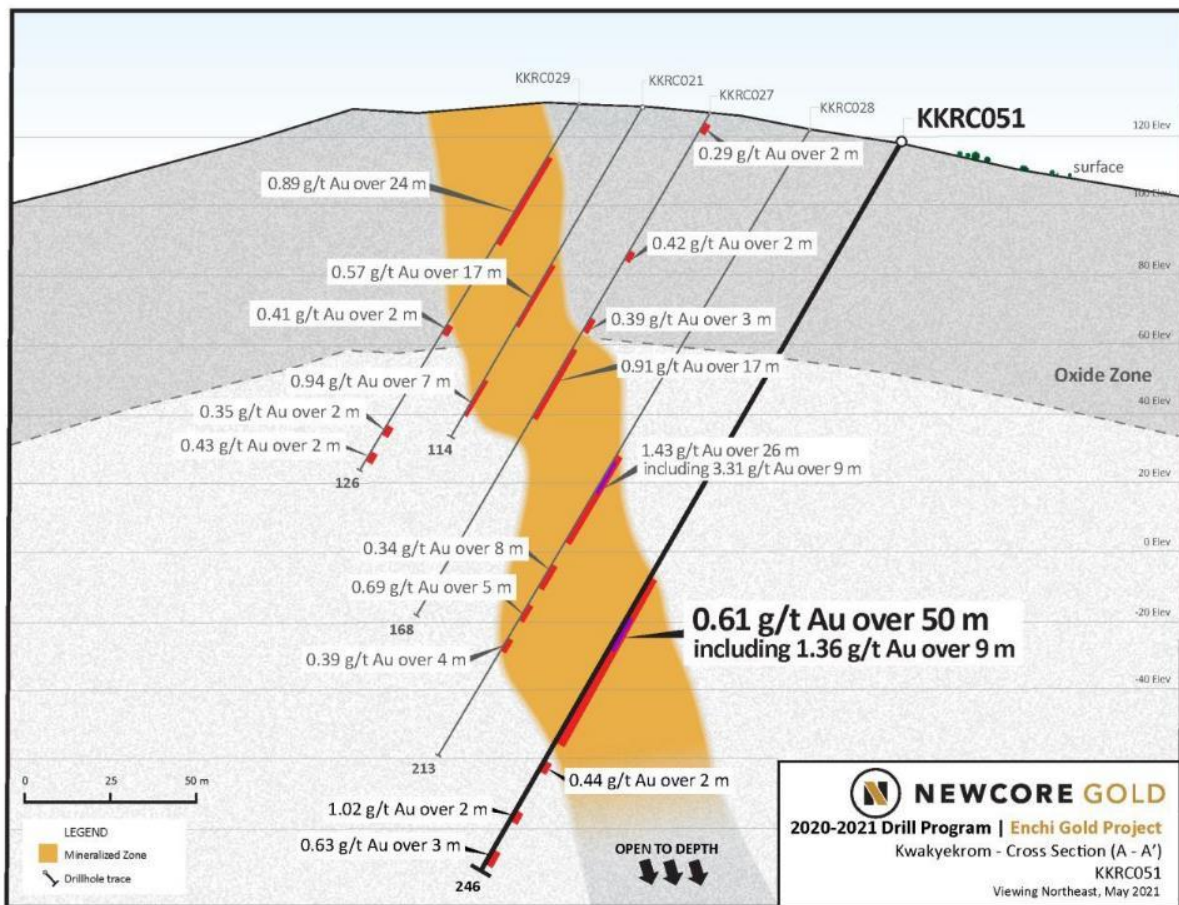 KKRC029
KKRC021
KKRC027
KKRC028
KKRC051
120 Elev
0.29 g/t Au over 2 m
surface
0.89 g/t Au over 24 m
100 Elev
0.42 g/t Au over 2 m
0.57 g/t Au over 17 m
80 Elev
0.41 g/t Au over 2 m
0.39 g/t Au over 3 m
60 Elev
0.91 g/t Au over 17 m
0.94 g/t Au over 7 m
Oxide Zone
0.35 g/t Au over 2 m
40 Elev
0.43 g/t Au over 2 m
114
1.43 g/t Au over 26 m
including 3.31 g/t Au over 9 m
126
20 Elev
0.34 g/t Au over 8 m
0 Elev
0.69 g/t Au over 5 m
168
-20 Elev
0.61 g/t Au over 50 m
including 1.36 g/t Au over 9 m
0.39 g/t Au over 4 m
-40 Elev
213
0.44 g/t Au over 2 m
0 25 50 m
1.02 g/t Au over 2 m
0.63 g/t Au over 3 m
246
LEGEND
Mineralized Zone
Drillhole trace
OPEN TO DEPTH
NEWCORE GOLD
2020-2021 Drill Program | Enchi Gold Project
Kwakyekrom - Cross Section (A - A')
KKRC051
Viewing Northeast, May 2021